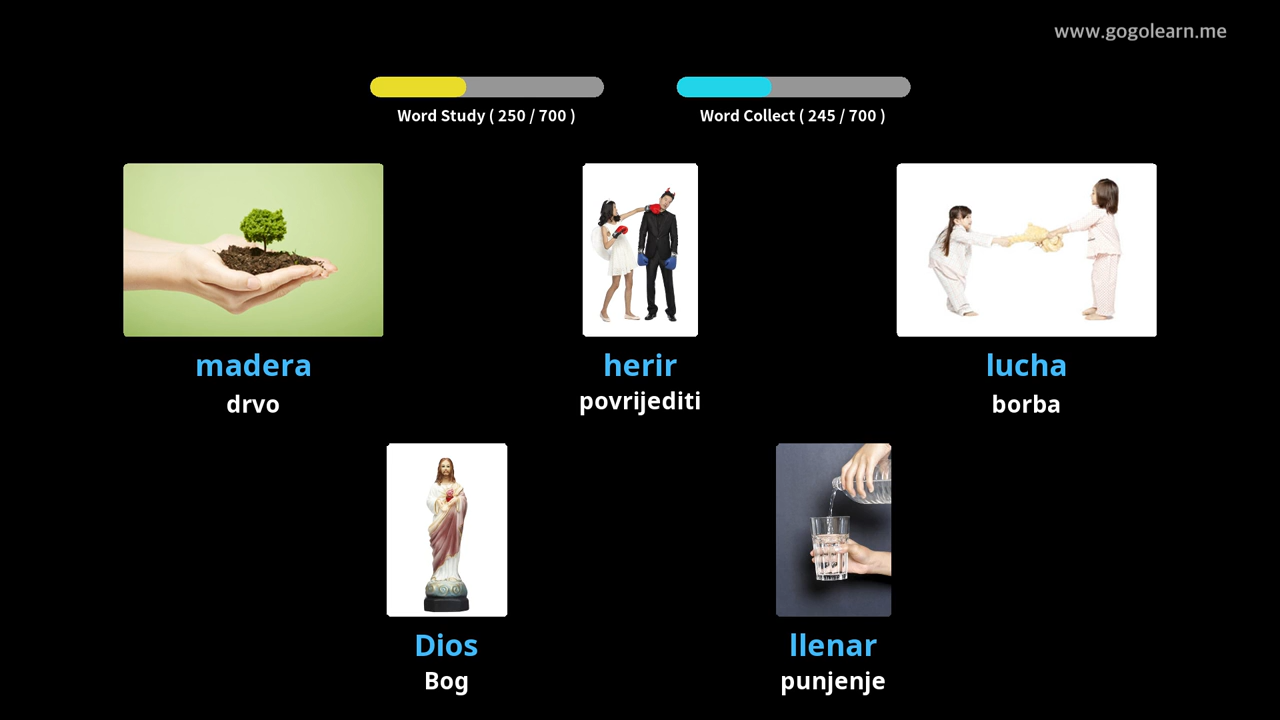 www.gogolearn.me
Word Study ( 250 / 700 )
Word Collect ( 245 / 700 )
madera
drvo
herir
povrijediti
lucha
borba
Dios
Bog
llenar
punjenje